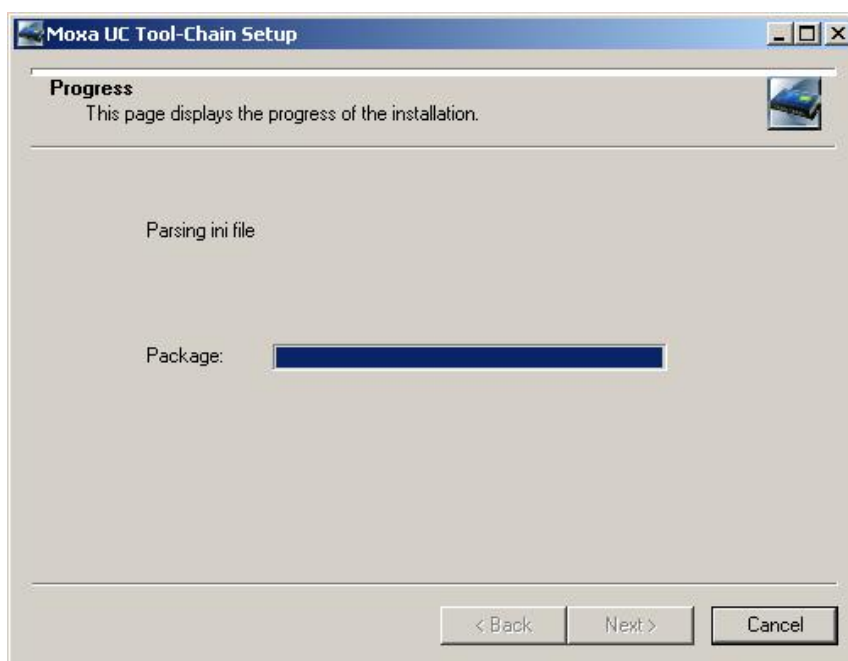 Moxa UC Tool-Chain Setup
Progress
This page displays the progress of the installation.
Parsing ini file
Package:
< Back
Next >
Cancel